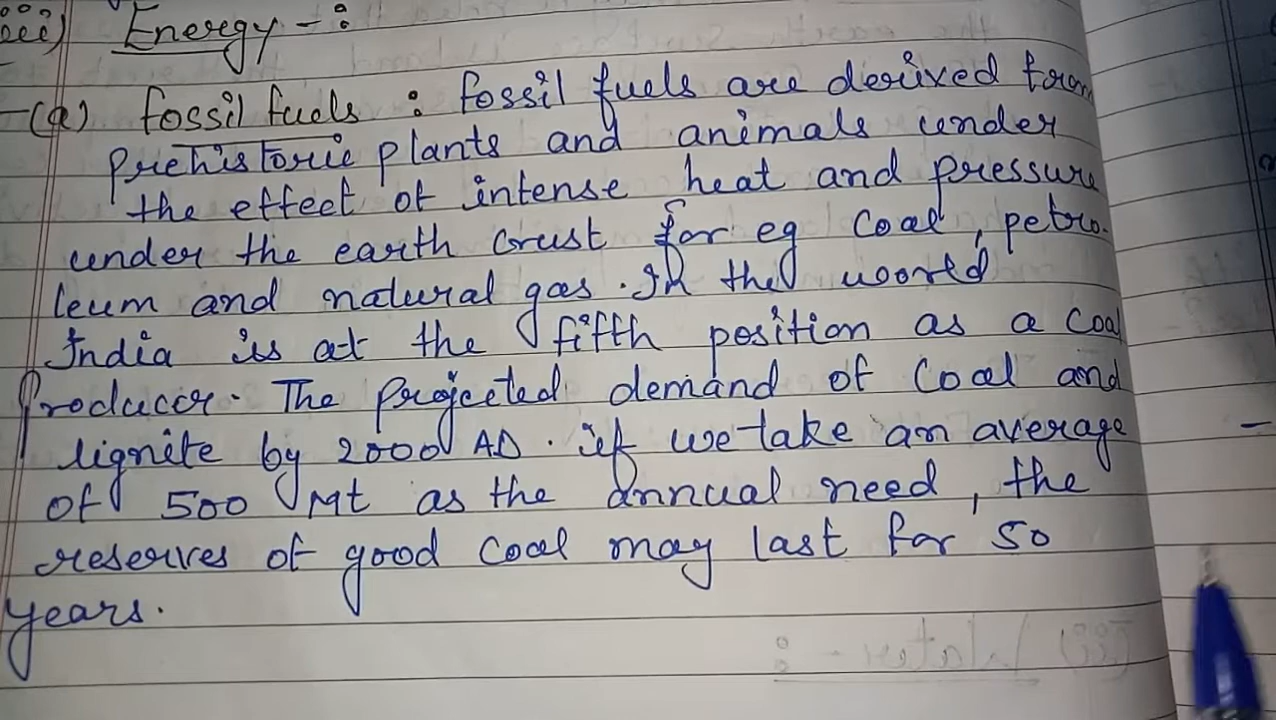 iii) Energy -:
(a) fossil fuels : fossil fuels are derived from
Prehistoric plants and animals under
the effect of intense heat and pressure
under the earth crust for eg coal, petro-
leum and natural gas. In the woorld
India is at the fifth position as a coal
Producer. The projected demand of coal and
lignite by 2000 AD. if we take an average
of 500 Mt as the annual need, the
reserves of good coal may last for 50
years.